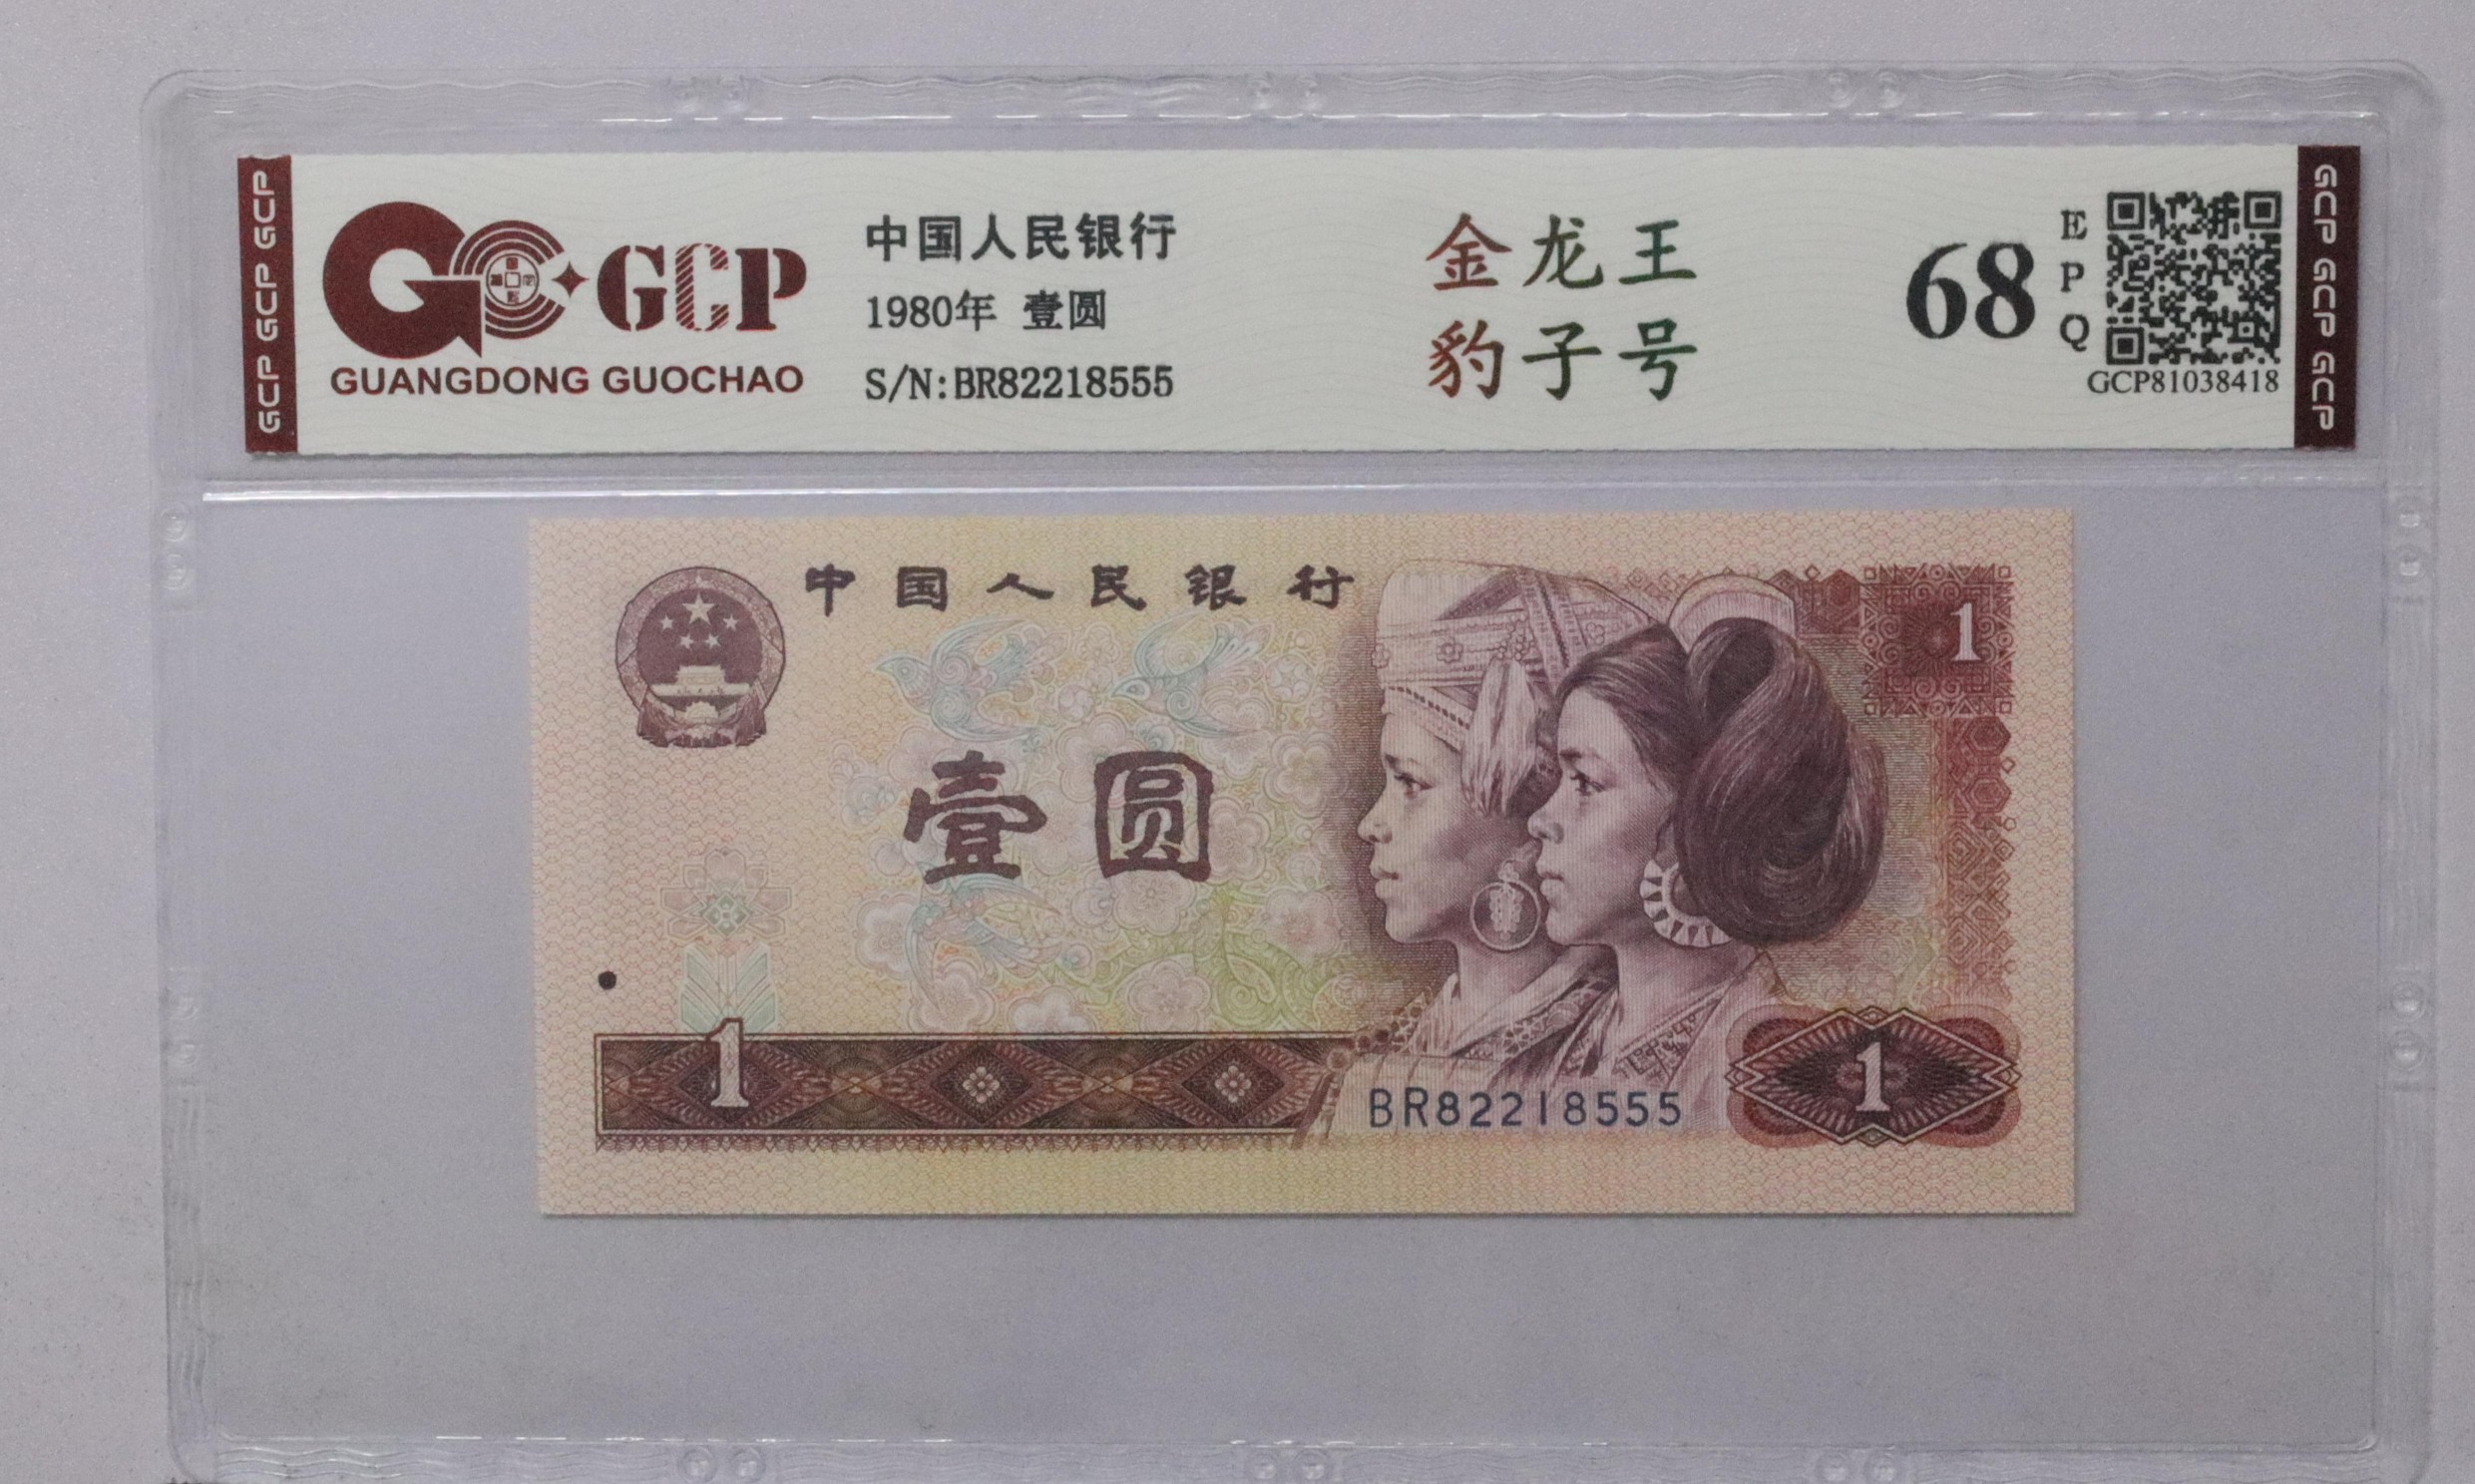 GCP GCP GCP
GCP
GUANGDONG GUOCHAO
中国人民银行
1980年 壹圆
S/N:BR82218555
金龙王
豹子号
68
E
P
Q
GCP81038418
GCP GCP GCP
中国人民银行
1
壹圆
1
BR82218555
1